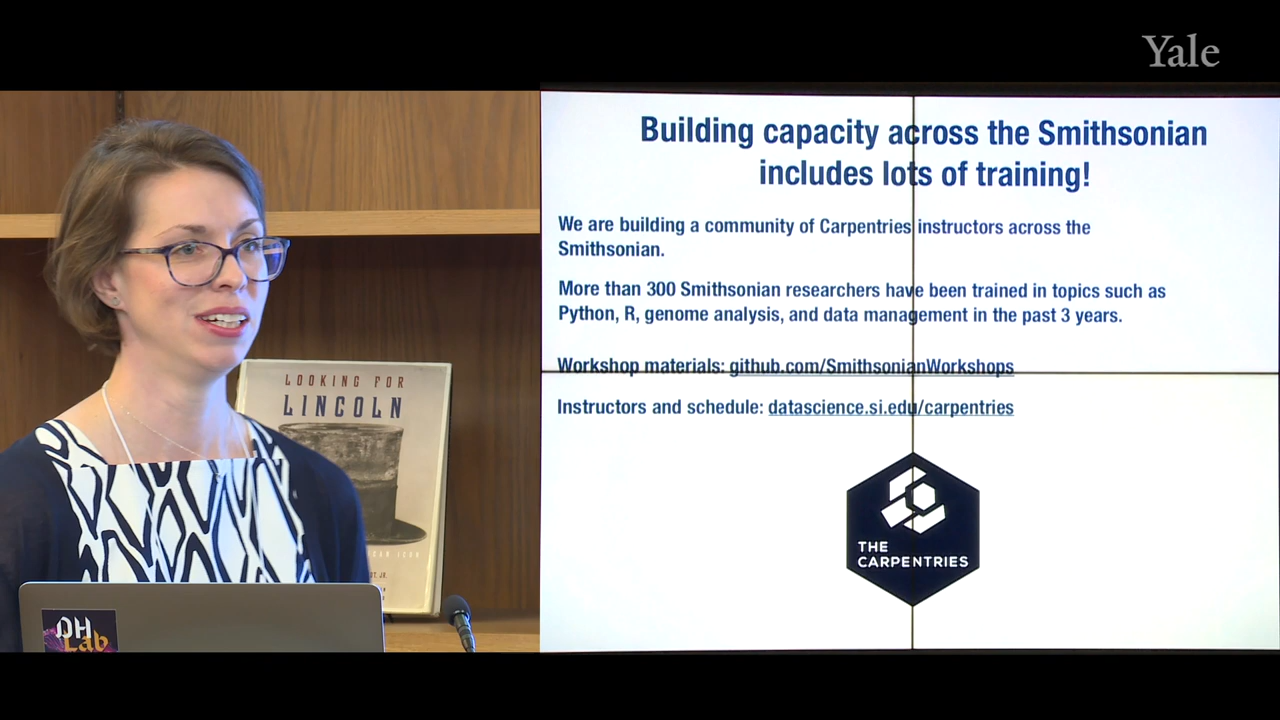 Yale
Building capacity across the Smithsonian
includes lots of training!
We are building a community of Carpentries instructors across the
Smithsonian.
More than 300 Smithsonian researchers have been trained in topics such as
Python, R, genome analysis, and data management in the past 3 years.
Workshop materials: github.com/SmithsonianWorkshops
Instructors and schedule: datascience.si.edu/carpentries
THE
CARPENTRIES
LOOKING FOR
LINCOLN
ICON
JR.
DH
Lab